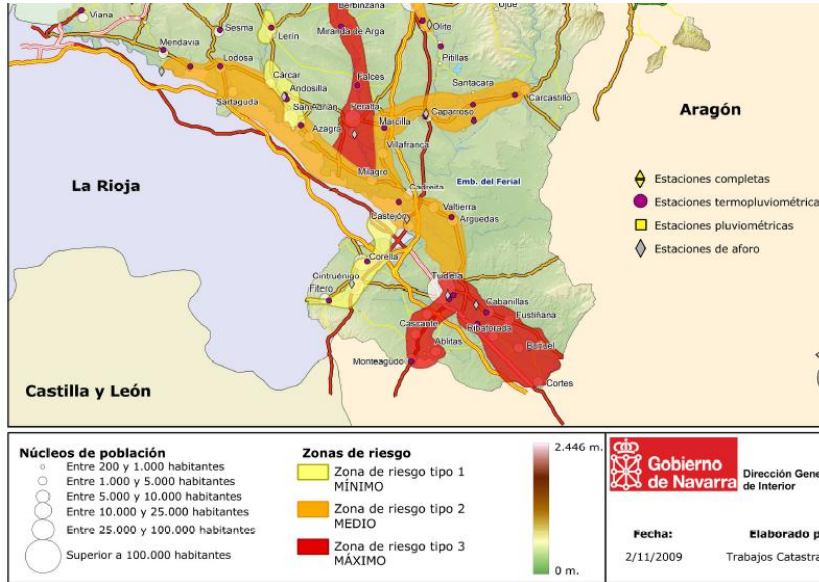 Berbinzana
Ujué
Viana
Sesma
Lerín
Miranda de Arga
Olite
Mendavia
Pitillas
Lodosa
Cárcar
Falces
Santacara
Andosilla
Carcastillo
Sartaguda
San Adrián
Peralta
Caparroso
Aragón
Azagra
Marcilla
Villafranca
Milagro
La Rioja
Cadreita
Emb. del Ferial
Estaciones completas
Valtierra
Estaciones termopluviométrica
Castejón
Arguedas
Estaciones pluviométricas
Estaciones de aforo
Corella
Cintruénigo
Tudela
Fitero
Cabanillas
Fustiñana
Cascante
Ribaforada
Ablitas
Buñuel
Monteagudo
Cortes
Castilla y León
Núcleos de población
Entre 200 y 1.000 habitantes
Entre 1.000 y 5.000 habitantes
Entre 5.000 y 10.000 habitantes
Entre 10.000 y 25.000 habitantes
Entre 25.000 y 100.000 habitantes
Superior a 100.000 habitantes
Zonas de riesgo
Zona de riesgo tipo 1
MÍNIMO
Zona de riesgo tipo 2
MEDIO
Zona de riesgo tipo 3
MÁXIMO
2.446 m.
0 m.
Gobierno
de Navarra
Dirección Gene
de Interior
Fecha:
Elaborado p
2/11/2009
Trabajos Catastra